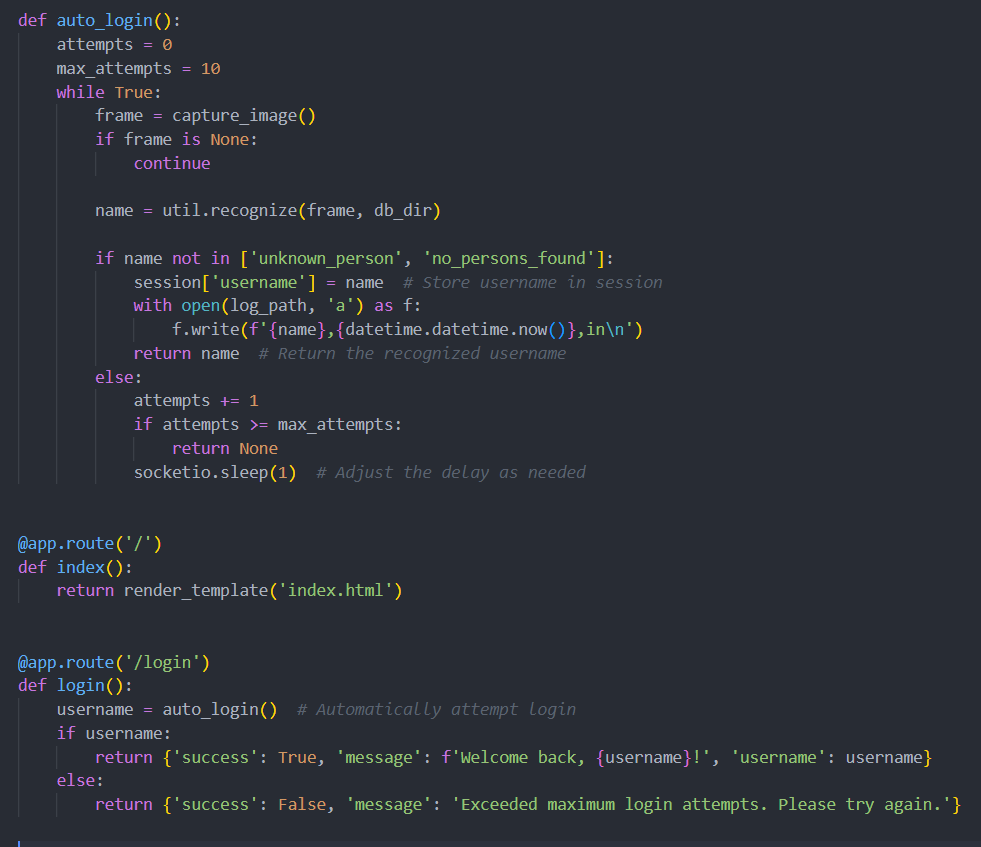 def auto_login():
    attempts = 0
    max_attempts = 10
    while True:
        frame = capture_image()
        if frame is None:
            continue

        name = util.recognize(frame, db_dir)

        if name not in ['unknown_person', 'no_persons_found']:
            session['username'] = name  # Store username in session
            with open(log_path, 'a') as f:
                f.write(f'{name},{datetime.datetime.now()},in\n')
            return name  # Return the recognized username
        else:
            attempts += 1
            if attempts >= max_attempts:
                return None
            socketio.sleep(1)  # Adjust the delay as needed


@app.route('/')
def index():
    return render_template('index.html')


@app.route('/login')
def login():
    username = auto_login()  # Automatically attempt login
    if username:
        return {'success': True, 'message': f'Welcome back, {username}!', 'username': username}
    else:
        return {'success': False, 'message': 'Exceeded maximum login attempts. Please try again.'}